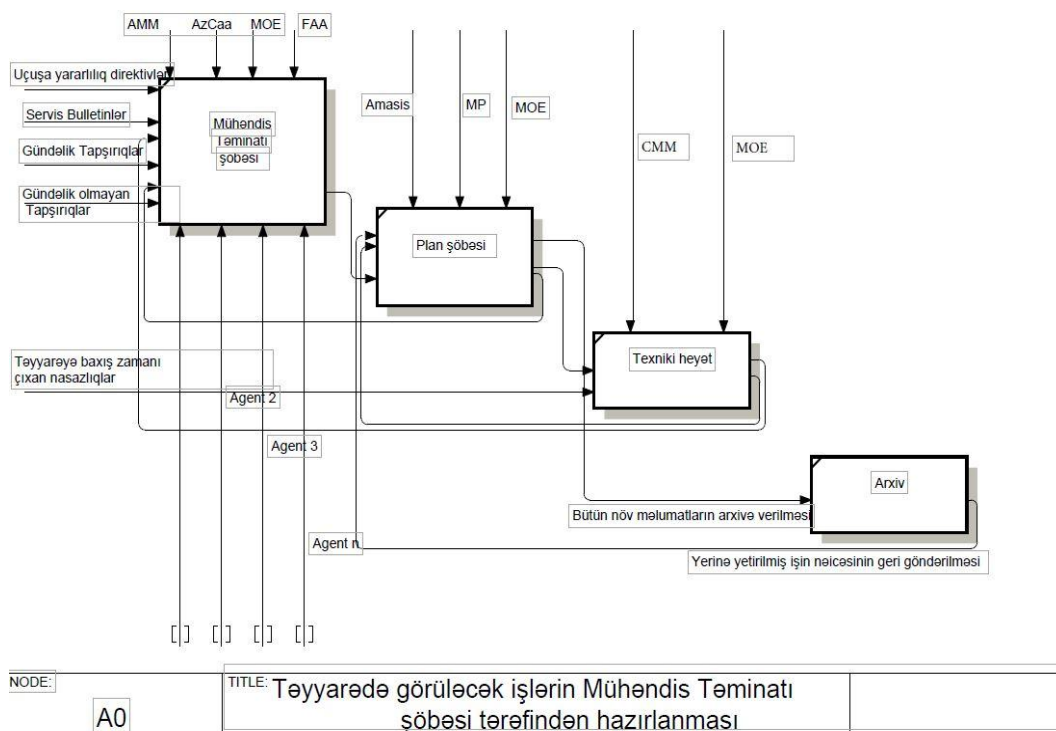 AMM AzCaa MOE FAA
Uçuşa yararlılıq direktivlər
Servis Bulletinlər
Gündəlik Tapşırıqlar
Gündəlik olmayan
Tapşırıqlar
Mühəndis
Təminatı
şöbəsi
Amasis MP MOE
CMM MOE
Plan şöbəsi
Texniki heyət
Təyyarəyə baxış zamanı
çıxan nasazlıqlar
Agent 2
Agent 3
Arxiv
Bütün növ məlumatların arxivə verilməsi
Agent n
Yerinə yetirilmiş işin nəicəsinin geri göndərilməsi
NODE:
A0
TITLE: Təyyarədə görüləcək işlərin Mühəndis Təminatı
şöbəsi tərəfindən hazırlanması